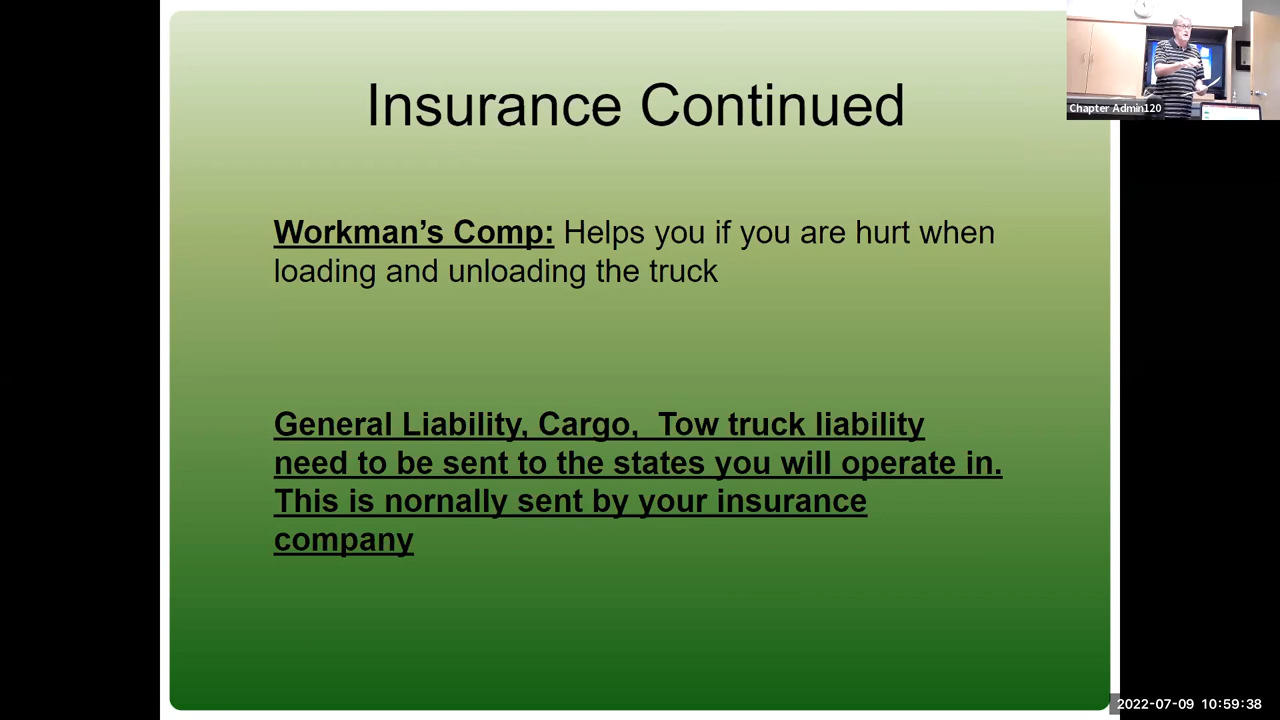 Insurance Continued
Chapter Admin120
Workman’s Comp: Helps you if you are hurt when
loading and unloading the truck
General Liability, Cargo,  Tow truck liability
need to be sent to the states you will operate in.
This is nornally sent by your insurance
company
2022-07-09 10:59:38